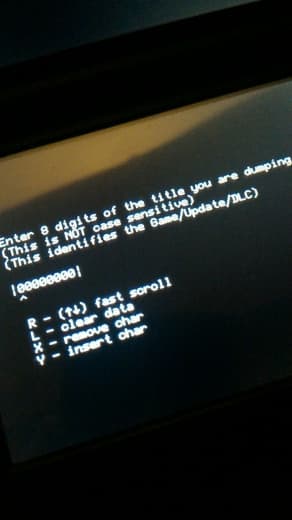 Enter 8 digits of the title you are dumping
(This is NOT case sensitive)
(This identifies the Game/Update/DLC)
|00000000|
^
R - (↑↓) fast scroll
L - clear data
X - remove char
Y - insert char